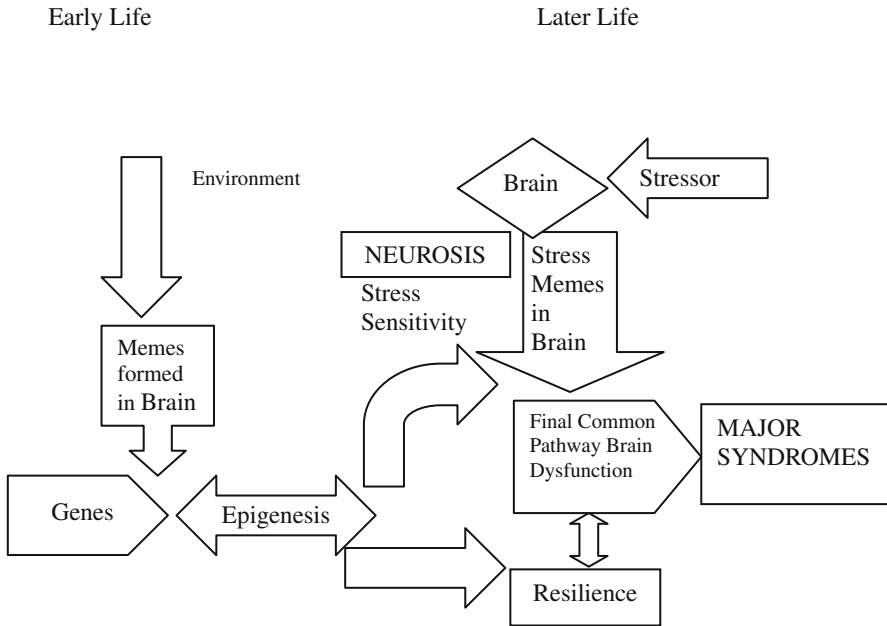 Early Life
Later Life
Environment
Brain
Stressor
NEUROSIS
Stress
Sensitivity
Stress
Memes
in
Brain
Memes
formed
in Brain
Final Common
Pathway Brain
Dysfunction
MAJOR
SYNDROMES
Genes
Epigenesis
Resilience